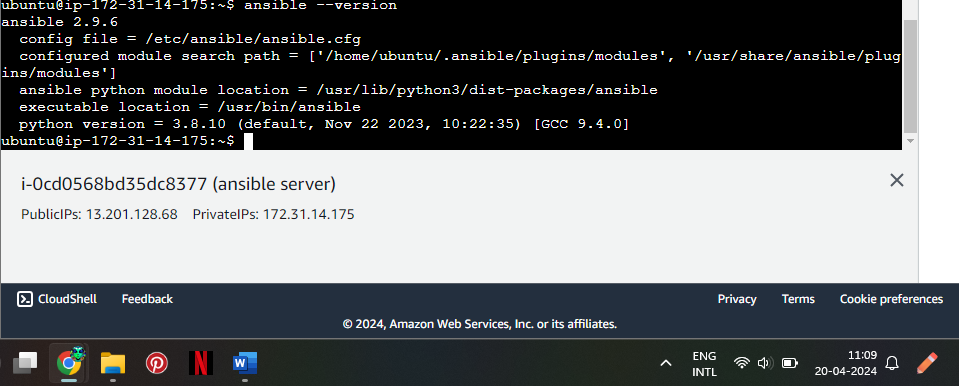 ubuntu@ip-172-31-14-175:~$ ansible --version
ansible 2.9.6
  config file = /etc/ansible/ansible.cfg
  configured module search path = ['/home/ubuntu/.ansible/plugins/modules', '/usr/share/ansible/plug
ins/modules']
  ansible python module location = /usr/lib/python3/dist-packages/ansible
  executable location = /usr/bin/ansible
  python version = 3.8.10 (default, Nov 22 2023, 10:22:35) [GCC 9.4.0]
ubuntu@ip-172-31-14-175:~$
i-0cd0568bd35dc8377 (ansible server)
PublicIPs: 13.201.128.68 PrivateIPs: 172.31.14.175
CloudShell Feedback Privacy Terms Cookie preferences
© 2024, Amazon Web Services, Inc. or its affiliates.
ENG 11:09
INTL 20-04-2024